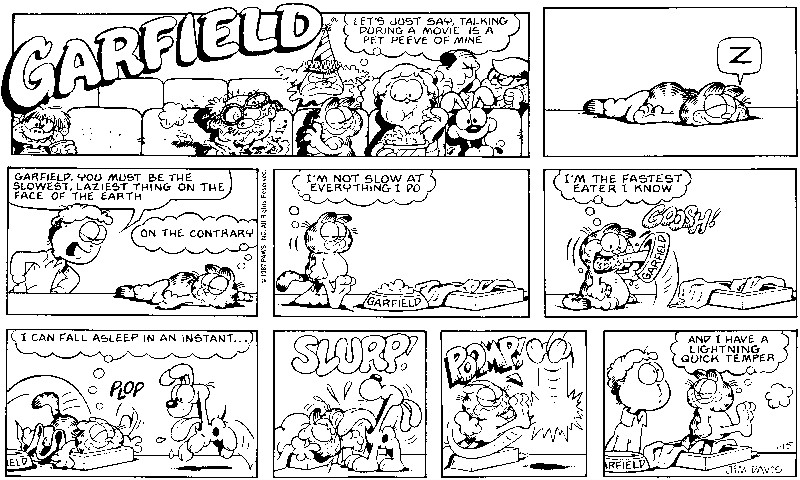 GARFIELD
LET'S JUST SAY, TALKING
DURING A MOVIE IS A
PET PEEVE OF MINE
Z
GARFIELD, YOU MUST BE THE
SLOWEST, LAZIEST THING ON THE
FACE OF THE EARTH
ON THE CONTRARY
I'M NOT SLOW AT
EVERYTHING I DO
GARFIELD
I'M THE FASTEST
EATER I KNOW
GOOSH!
GARFIELD
I CAN FALL ASLEEP IN AN INSTANT...
PLOP
IELD
SLURP!
POOMP!
AND I HAVE A
LIGHTNING
QUICK TEMPER
ARFIELD
JIM DAVIS